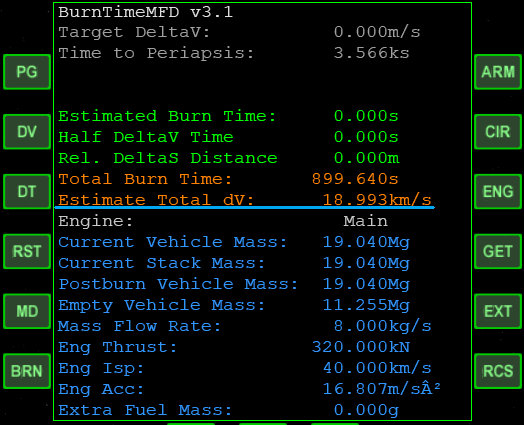 BurnTimeMFD v3.1
Target DeltaV: 0.000m/s
Time to Periapsis: 3.566ks
PG
ARM
Estimated Burn Time: 0.000s
DV
Half DeltaV Time 0.000s
CIR
Rel. DeltaS Distance 0.000m
Total Burn Time: 899.640s
DT
ENG
Estimate Total dV: 18.993km/s
Engine: Main
Current Vehicle Mass: 19.040Mg
RST
GET
Current Stack Mass: 19.040Mg
Postburn Vehicle Mass: 19.040Mg
Empty Vehicle Mass: 11.255Mg
MD
EXT
Mass Flow Rate: 8.000kg/s
Eng Thrust: 320.000kN
BRN
RCS
Eng Isp: 40.000km/s
Eng Acc: 16.807m/sÂ²
Extra Fuel Mass: 0.000g